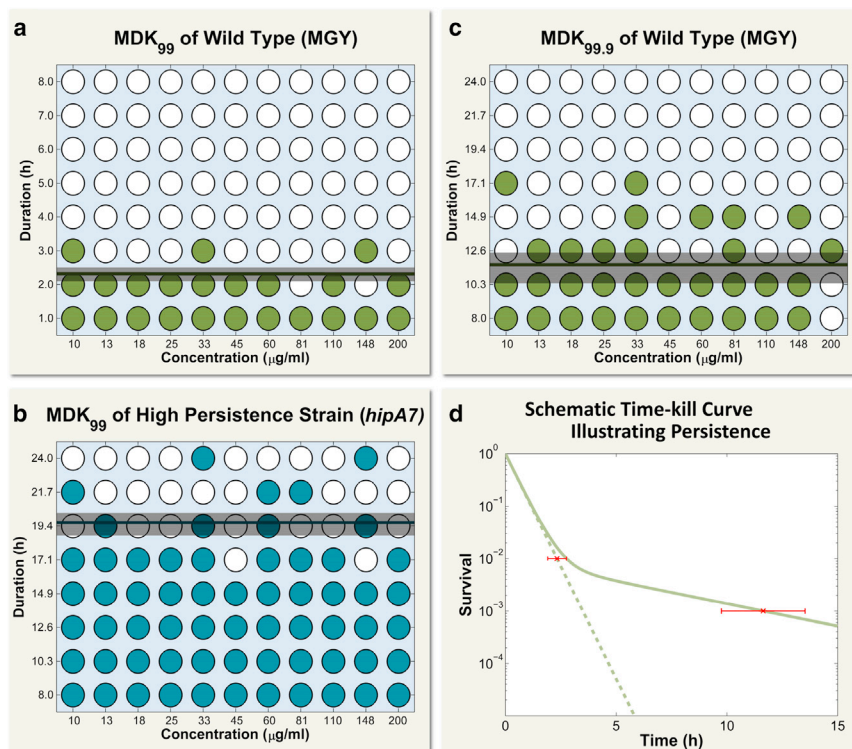 a
MDK99 of Wild Type (MGY)
Duration (h)
8.0
7.0
6.0
5.0
4.0
3.0
2.0
1.0
10 13 18 25 33 45 60 81 110 148 200
Concentration (μg/ml)
c
MDK99.9 of Wild Type (MGY)
Duration (h)
24.0
21.7
19.4
17.1
14.9
12.6
10.3
8.0
10 13 18 25 33 45 60 81 110 148 200
Concentration (μg/ml)
b
MDK99 of High Persistence Strain (hipA7)
Duration (h)
24.0
21.7
19.4
17.1
14.9
12.6
10.3
8.0
10 13 18 25 33 45 60 81 110 148 200
Concentration (μg/ml)
d
Schematic Time-kill Curve
Illustrating Persistence
Survival
10^0
10^-1
10^-2
10^-3
10^-4
0 5 10 15
Time (h)